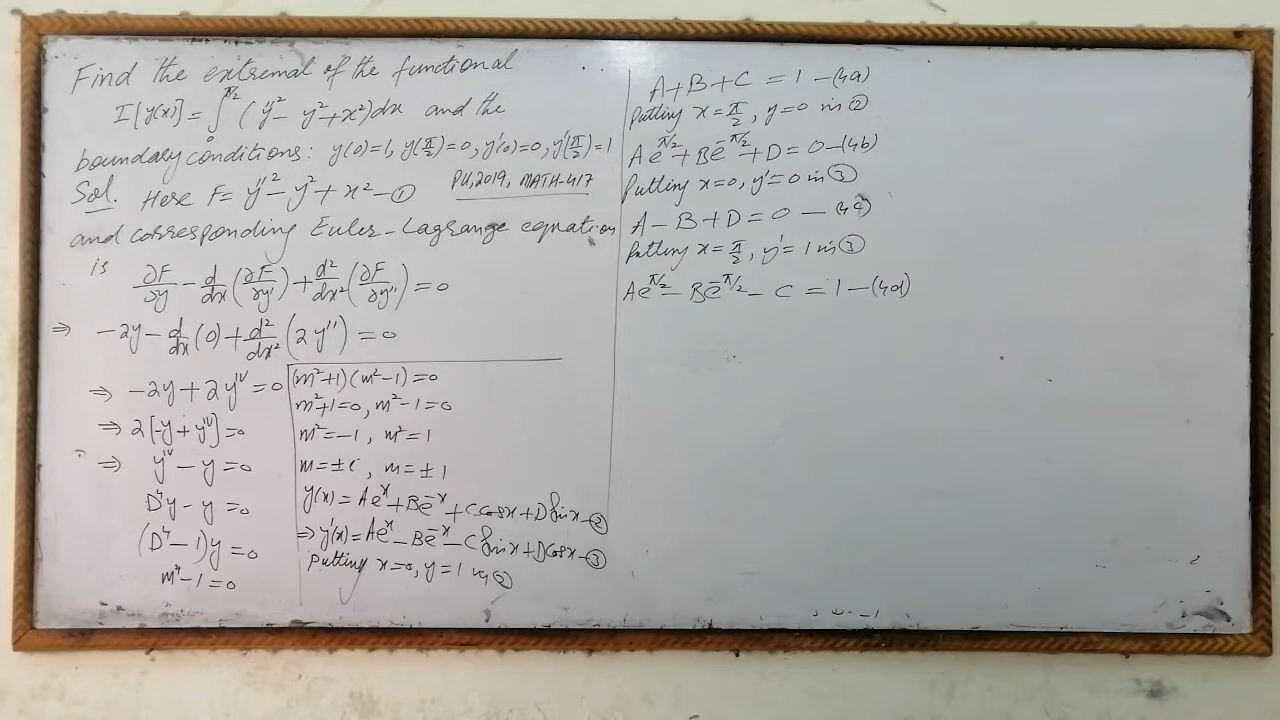 Find the extremal of the functional
I[y(x)] = ∫₀^{π/2} (y''² - y² + x²)dx and the
boundary conditions: y(0)=1, y(π/2)=0, y'(0)=0, y'(π/2)=1
Sol. Here F = y''² - y² + x² - ①
PU, 2019, MATH-417
and corresponding Euler-Lagrange equation
is
∂F/∂y - d/dx(∂F/∂y') + d²/dx²(∂F/∂y'') = 0
⇒ -2y - d/dx(0) + d²/dx²(2y'') = 0
⇒ -2y + 2y^{iv} = 0
⇒ 2[-y + y^{iv}] = 0
⇒ y^{iv} - y = 0
D⁴y - y = 0
(D⁴ - 1)y = 0
m⁴ - 1 = 0
(m²+1)(m²-1) = 0
m²+1=0, m²-1=0
m² = -1, m² = 1
m = ±i, m = ±1
y(x) = Ae^x + Be^{-x} + Ccosx + DSinx - ②
⇒ y'(x) = Ae^x - Be^{-x} - CSinx + Dcosx - ③
Putting x=0, y=1 in ②
A + B + C = 1 - (4a)
Putting x = π/2, y = 0 in ②
Ae^{π/2} + Be^{-π/2} + D = 0 - (4b)
Putting x=0, y'=0 in ③
A - B + D = 0 - (4c)
Putting x = π/2, y' = 1 in ③
Ae^{π/2} - Be^{-π/2} - C = 1 - (4d)